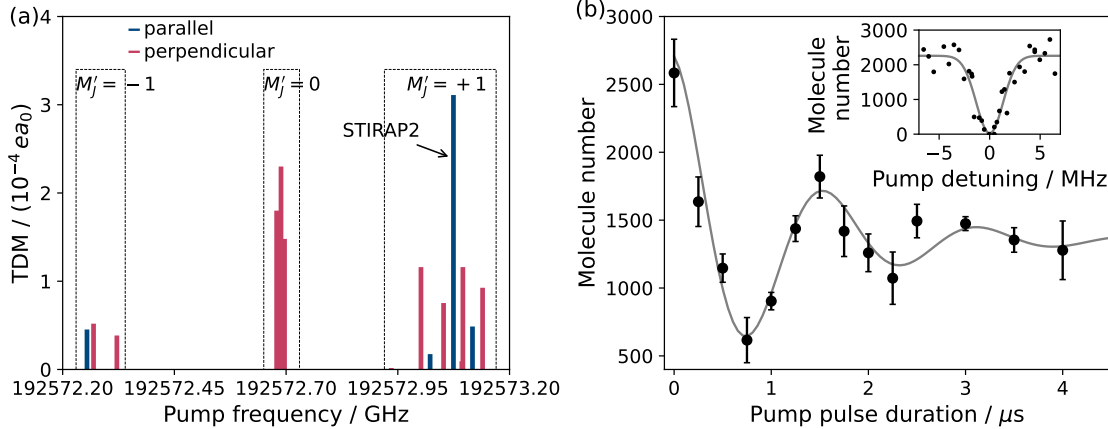 (a)
4
3
2
1
0
TDM / (10⁻⁴ ea₀)
parallel
perpendicular
M′_J = −1
M′_J = 0
M′_J = +1
STIRAP2
192572.20
192572.45
192572.70
192572.95
192573.20
Pump frequency / GHz
(b)
3000
2500
2000
1500
1000
500
Molecule number
0
1
2
3
4
Pump pulse duration / μs
Molecule
number
3000
2000
1000
0
−5
0
5
Pump detuning / MHz